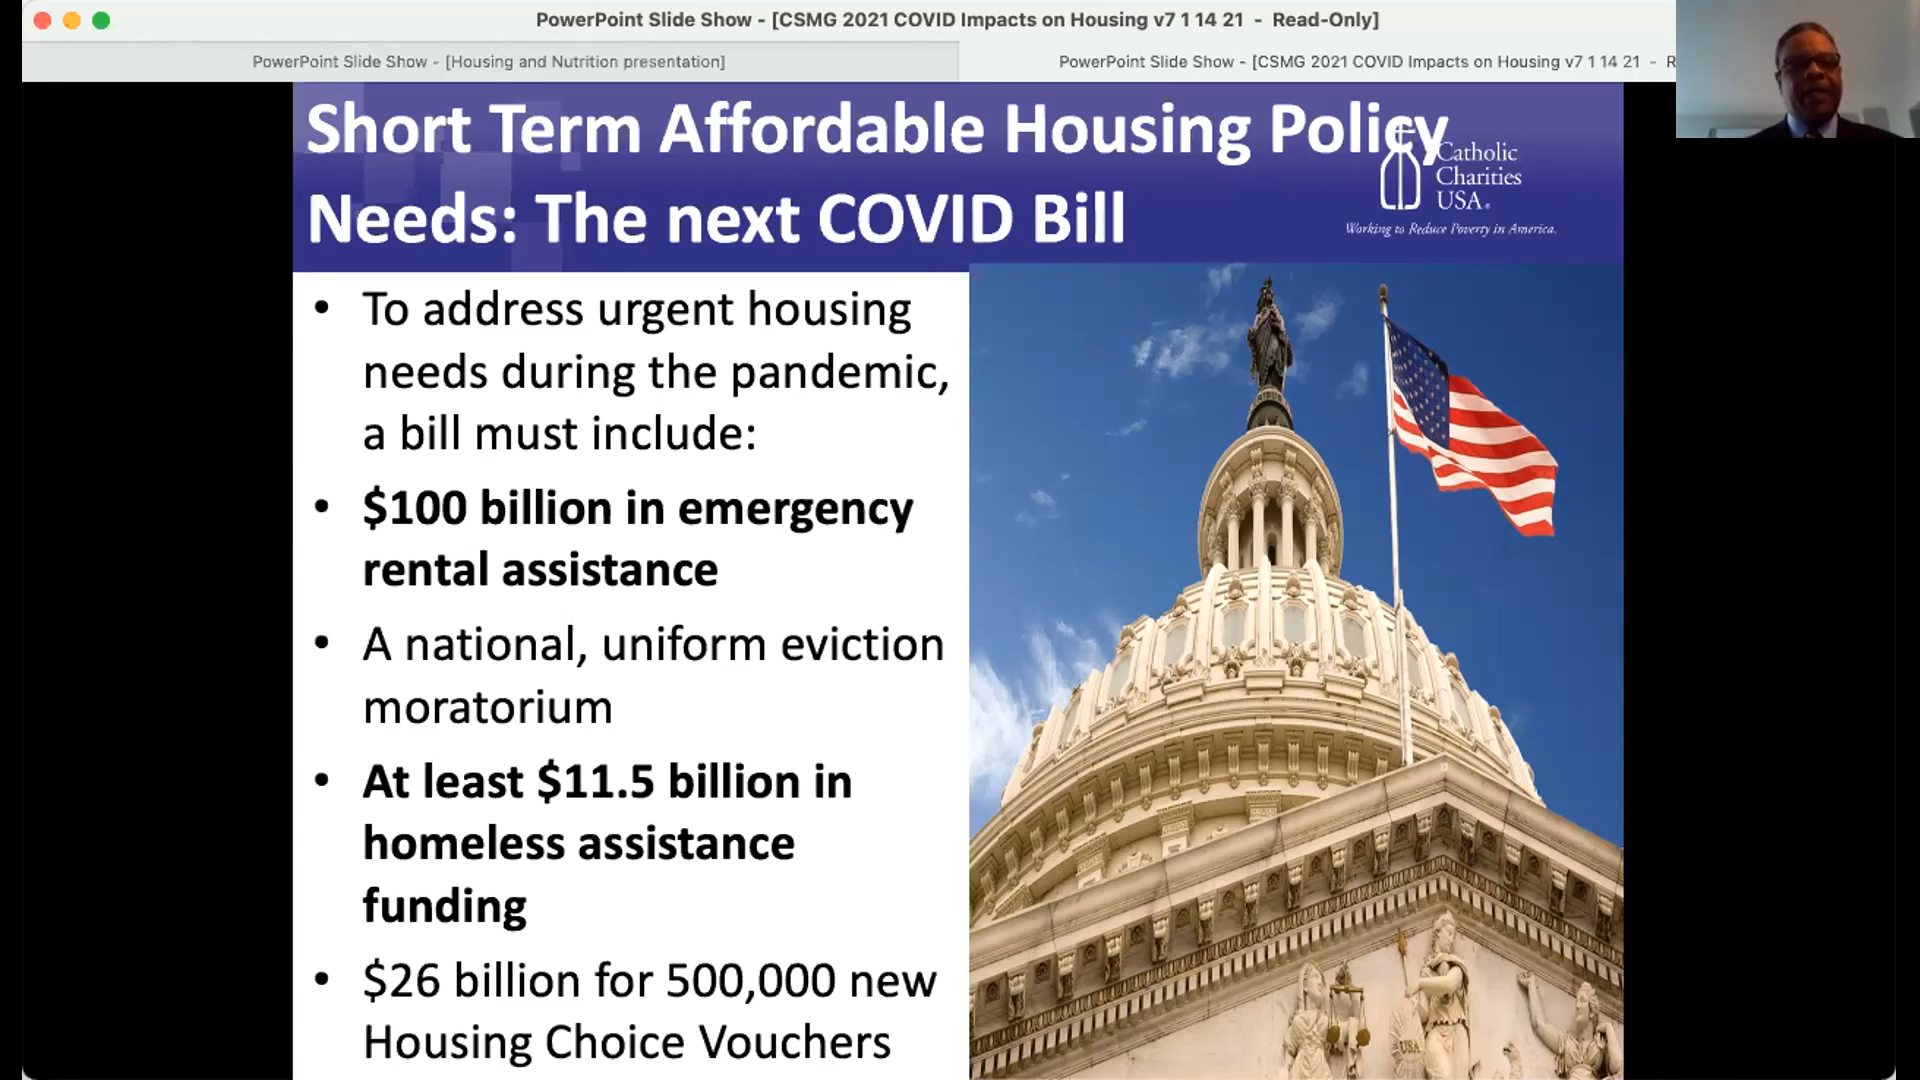 PowerPoint Slide Show - [CSMG 2021 COVID Impacts on Housing v7 1 14 21 - Read-Only]
PowerPoint Slide Show - [Housing and Nutrition presentation]
PowerPoint Slide Show - [CSMG 2021 COVID Impacts on Housing v7 1 14 21 - R
Short Term Affordable Housing Policy
Needs: The next COVID Bill
Catholic
Charities
USA®
Working to Reduce Poverty in America.
• To address urgent housing
needs during the pandemic,
a bill must include:
• $100 billion in emergency
rental assistance
• A national, uniform eviction
moratorium
• At least $11.5 billion in
homeless assistance
funding
• $26 billion for 500,000 new
Housing Choice Vouchers
USA